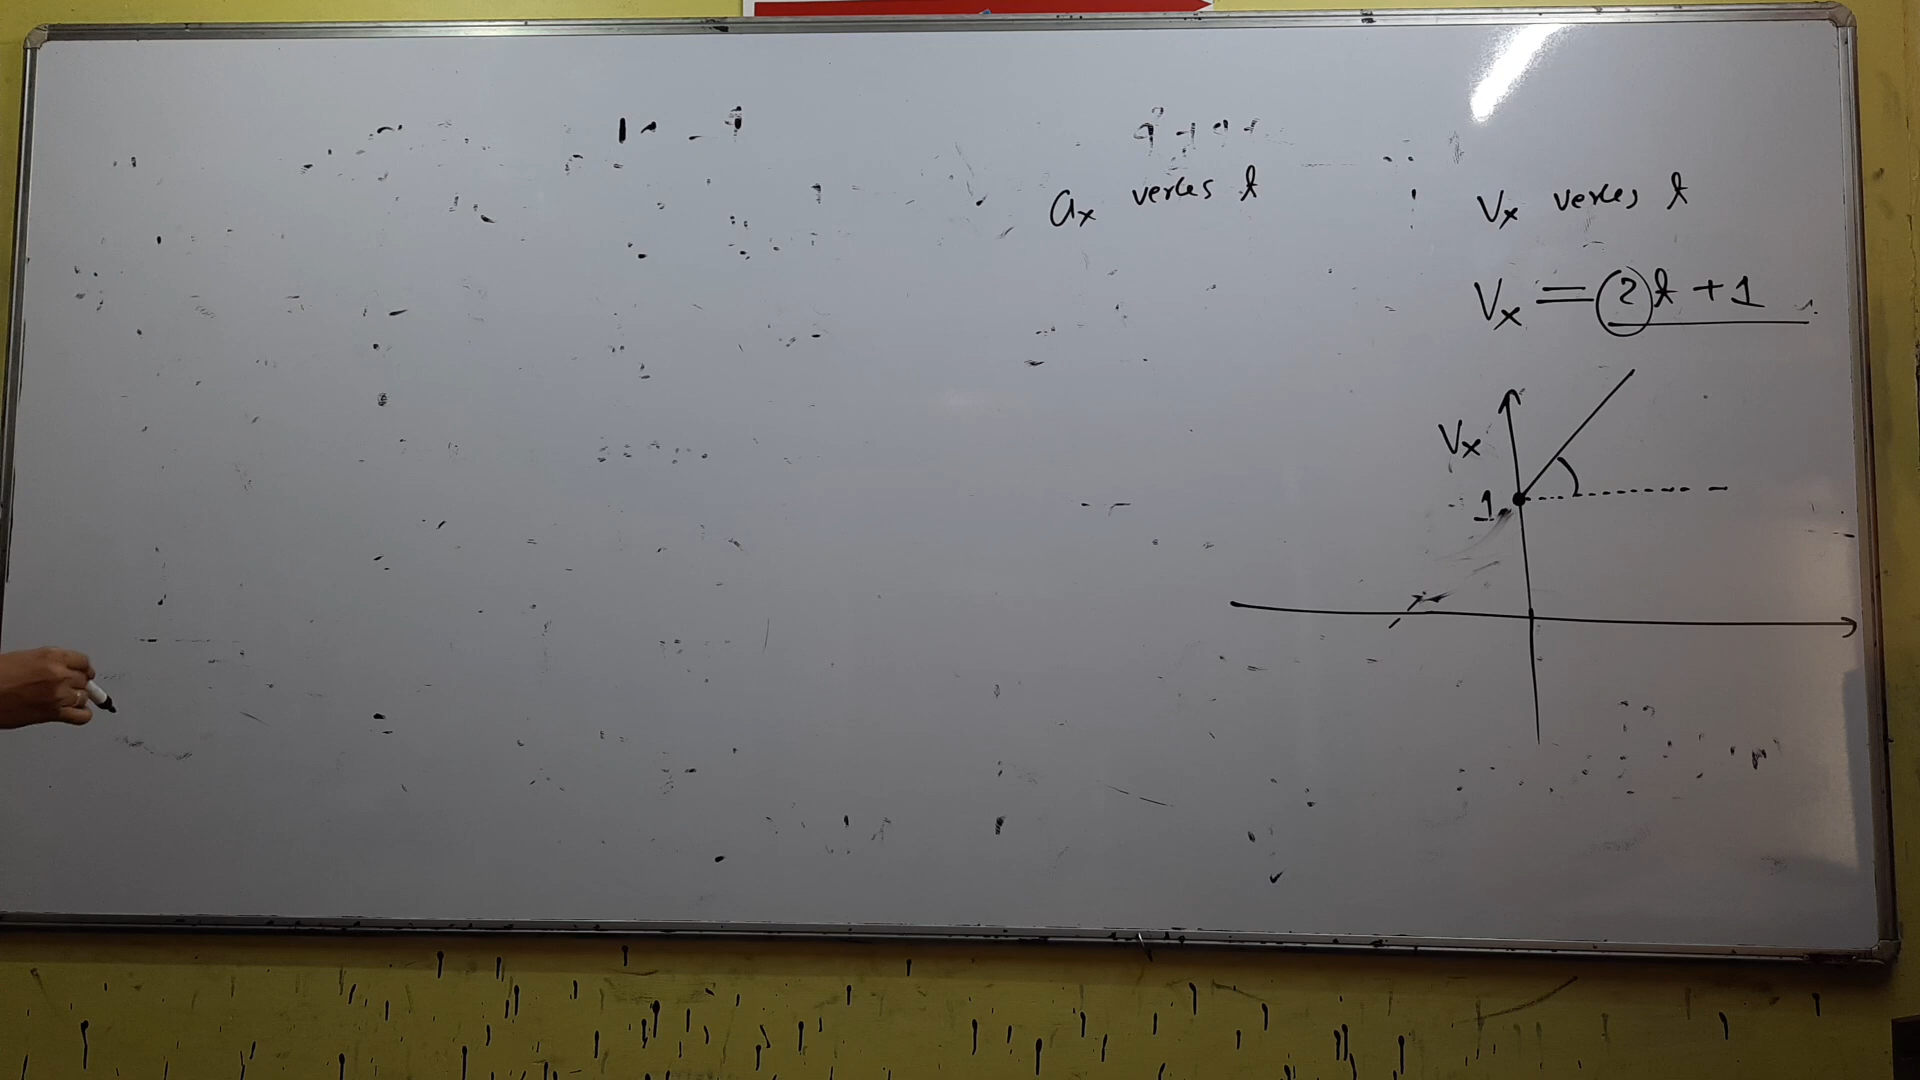 ax verses t
Vx verses t
Vx = 2t + 1
Vx
1